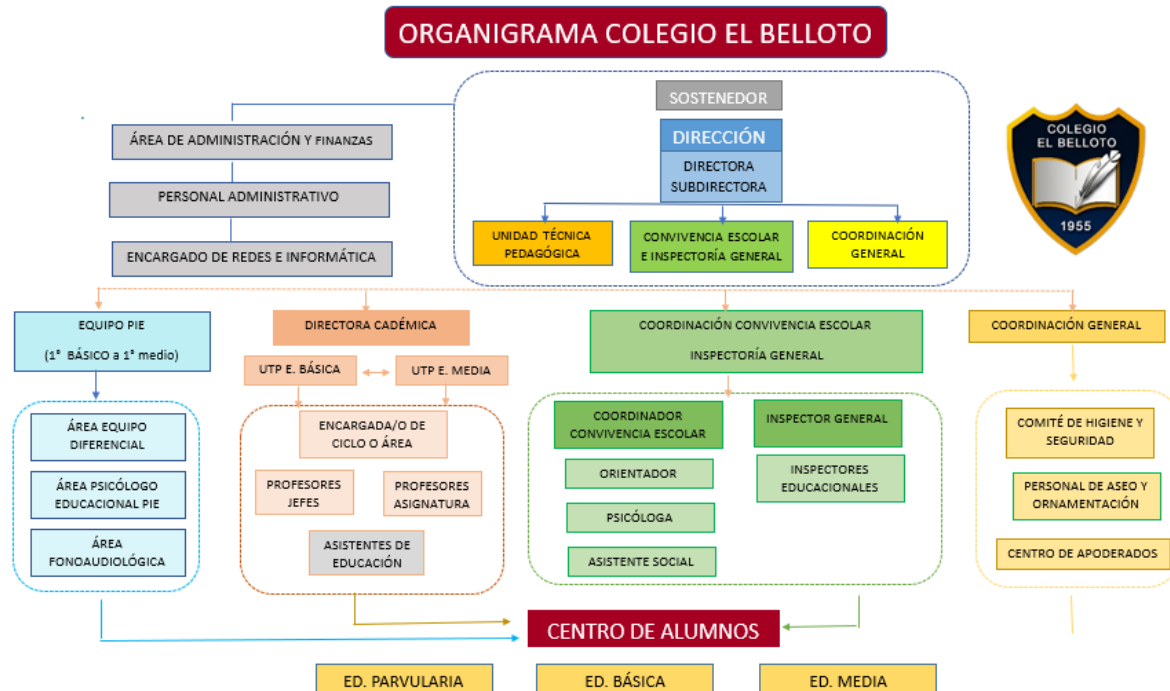 ORGANIGRAMA COLEGIO EL BELLOTO
SOSTENEDOR
DIRECCIÓN
DIRECTORA
SUBDIRECTORA
ÁREA DE ADMINISTRACIÓN Y FINANZAS
PERSONAL ADMINISTRATIVO
ENCARGADO DE REDES E INFORMÁTICA
UNIDAD TÉCNICA
PEDAGÓGICA
CONVIVENCIA ESCOLAR
E INSPECTORÍA GENERAL
COORDINACIÓN
GENERAL
COLEGIO
EL BELLOTO
1955
EQUIPO PIE
(1° BÁSICO a 1° medio)
DIRECTORA CADÉMICA
COORDINACIÓN CONVIVENCIA ESCOLAR
INSPECTORÍA GENERAL
COORDINACIÓN GENERAL
UTP E. BÁSICA
UTP E. MEDIA
ÁREA EQUIPO
DIFERENCIAL
ÁREA PSICÓLOGO
EDUCACIONAL PIE
ÁREA
FONOAUDIOLÓGICA
ENCARGADA/O DE
CICLO O ÁREA
PROFESORES
JEFES
PROFESORES
ASIGNATURA
ASISTENTES DE
EDUCACIÓN
COORDINADOR
CONVIVENCIA ESCOLAR
ORIENTADOR
PSICÓLOGA
ASISTENTE SOCIAL
INSPECTOR GENERAL
INSPECTORES
EDUCACIONALES
COMITÉ DE HIGIENE Y
SEGURIDAD
PERSONAL DE ASEO Y
ORNAMENTACIÓN
CENTRO DE APODERADOS
CENTRO DE ALUMNOS
ED. PARVULARIA
ED. BÁSICA
ED. MEDIA